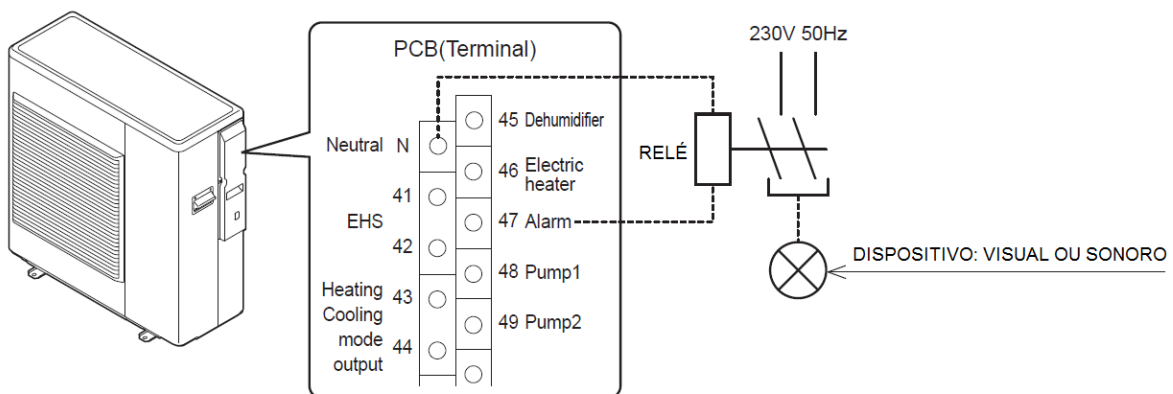 PCB(Terminal)
230V 50Hz
45 Dehumidifier
Neutral N
46 Electric
heater
RELÉ
41
EHS
47 Alarm
42
48 Pump1
Heating 43
Cooling
mode 44
output
49 Pump2
DISPOSITIVO: VISUAL OU SONORO